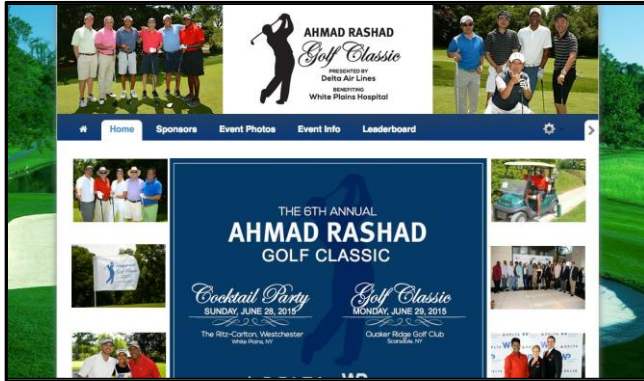 AHMAD RASHAD
Golf Classic
PRESENTED BY
Delta Air Lines
BENEFITING
White Plains Hospital
Home Sponsors Event Photos Event Info Leaderboard
THE 6TH ANNUAL
AHMAD RASHAD
GOLF CLASSIC
Cocktail Party
SUNDAY, JUNE 28, 2015
The Ritz-Carlton, Westchester
White Plains, NY
Golf Classic
MONDAY, JUNE 29, 2015
Quaker Ridge Golf Club
Scarsdale, NY
DELTA WP